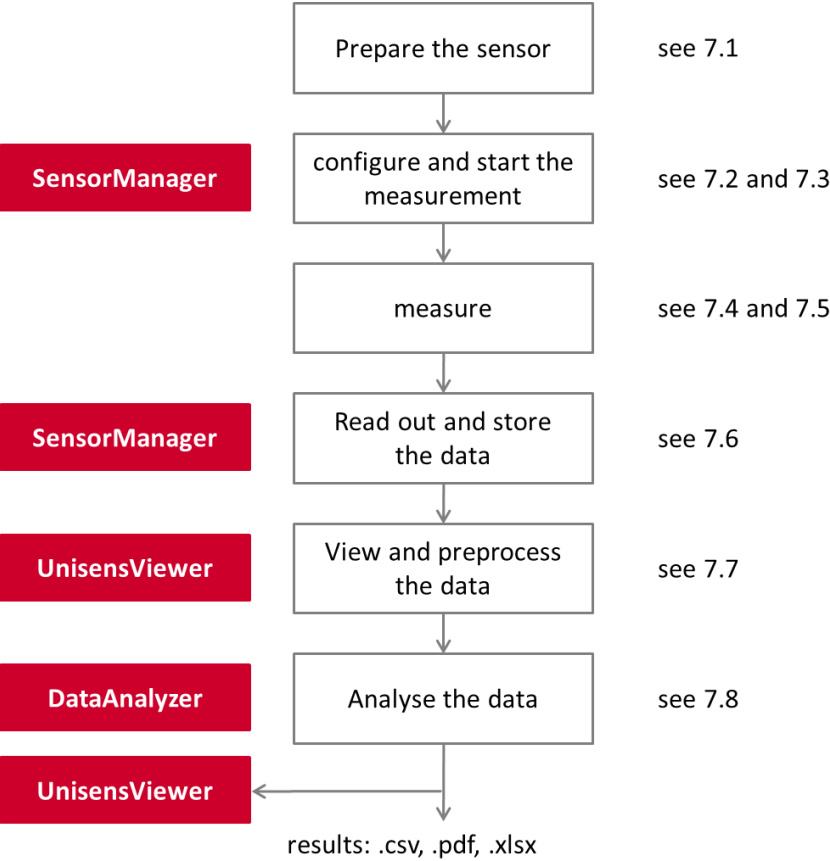 Prepare the sensor
see 7.1
SensorManager
configure and start the
measurement
see 7.2 and 7.3
measure
see 7.4 and 7.5
SensorManager
Read out and store
the data
see 7.6
UnisensViewer
View and preprocess
the data
see 7.7
DataAnalyzer
Analyse the data
see 7.8
UnisensViewer
results: .csv, .pdf, .xlsx